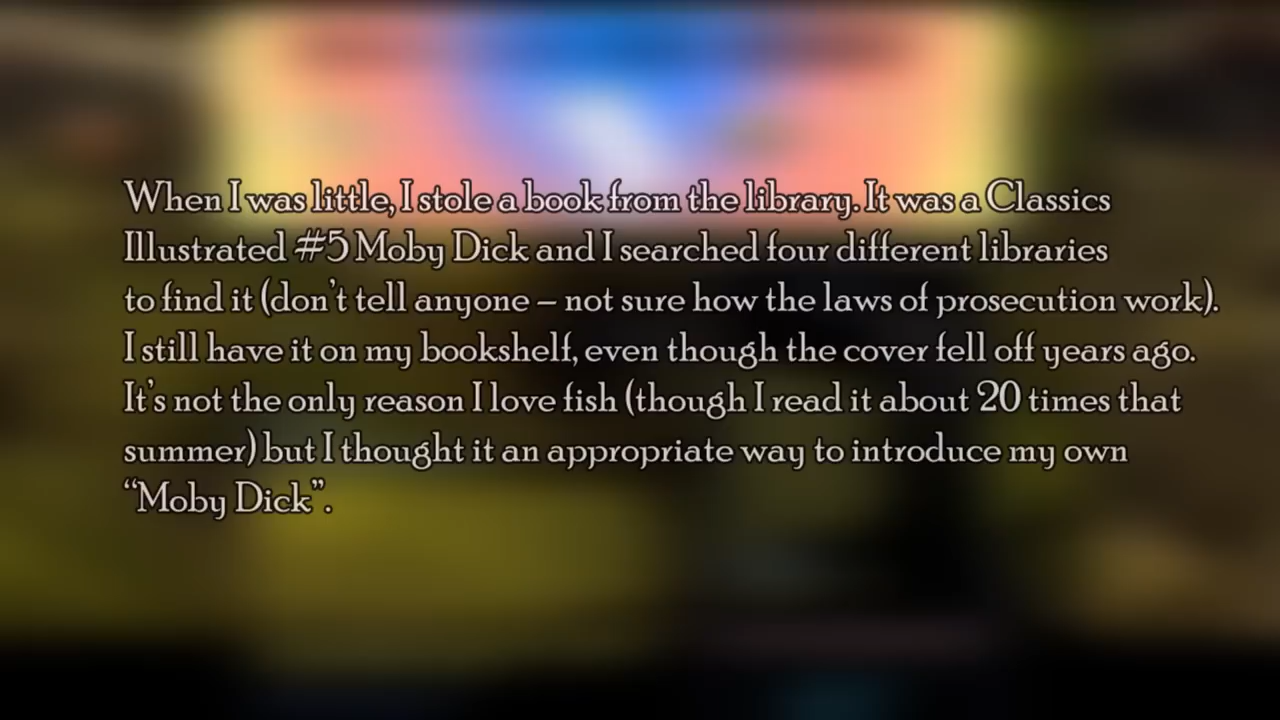 When I was little, I stole a book from the library. It was a Classics
Illustrated #5 Moby Dick and I searched four different libraries
to find it (don't tell anyone – not sure how the laws of prosecution work).
I still have it on my bookshelf, even though the cover fell off years ago.
It's not the only reason I love fish (though I read it about 20 times that
summer) but I thought it an appropriate way to introduce my own
“Moby Dick”.